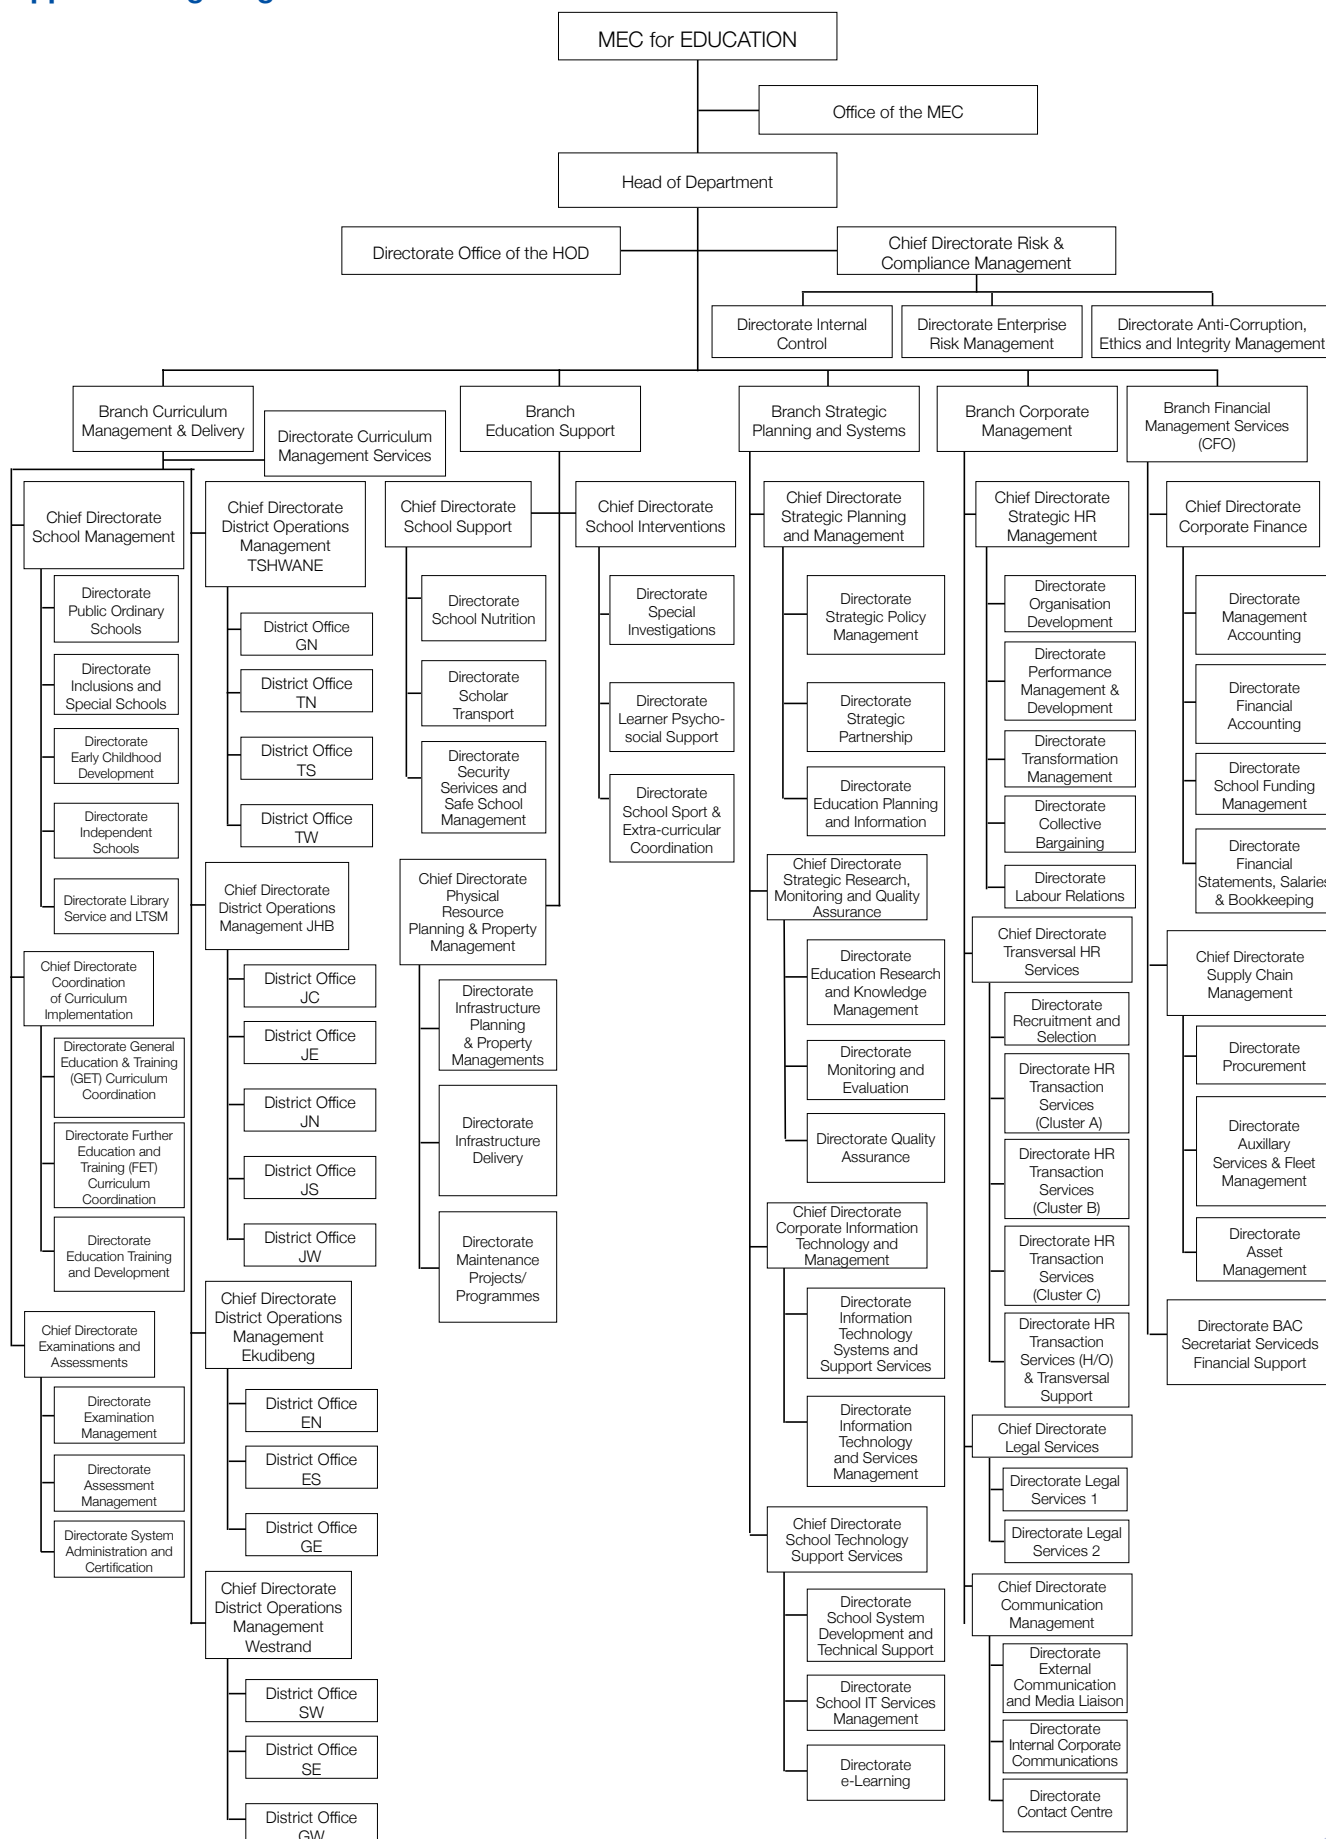 MEC for EDUCATION
Office of the MEC
Head of Department
Directorate Office of the HOD
Chief Directorate Risk &
Compliance Management
Directorate Internal
Control
Directorate Enterprise
Risk Management
Directorate Anti-Corruption,
Ethics and Integrity Management
Branch Curriculum
Management & Delivery
Directorate Curriculum
Management Services
Chief Directorate
School Management
Directorate
Public Ordinary
Schools
Directorate
Inclusions and
Special Schools
Directorate
Early Childhood
Development
Directorate
Independent
Schools
Directorate Library
Service and LTSM
Chief Directorate
Coordination
of Curriculum
Implementation
Directorate General
Education & Training
(GET) Curriculum
Coordination
Directorate Further
Education and
Training (FET)
Curriculum
Coordination
Directorate
Education Training
and Development
Chief Directorate
Examinations and
Assessments
Directorate
Examination
Management
Directorate
Assessment
Management
Directorate System
Administration and
Certification
Chief Directorate
District Operations
Management
TSHWANE
District Office
GN
District Office
TN
District Office
TS
District Office
TW
Chief Directorate
District Operations
Management JHB
District Office
JC
District Office
JE
District Office
JN
District Office
JS
District Office
JW
Chief Directorate
District Operations
Management
Ekudibeng
District Office
EN
District Office
ES
District Office
GE
Chief Directorate
District Operations
Management
Westrand
District Office
SW
District Office
SE
District Office
GW
Branch
Education Support
Chief Directorate
School Support
Directorate
School Nutrition
Directorate
Scholar
Transport
Directorate
Security
Serivices and
Safe School
Management
Chief Directorate
Physical
Resource
Planning & Property
Management
Directorate
Infrastructure
Planning
& Property
Managements
Directorate
Infrastructure
Delivery
Directorate
Maintenance
Projects/
Programmes
Chief Directorate
School Interventions
Directorate
Special
Investigations
Directorate
Learner Psycho-
social Support
Directorate
School Sport &
Extra-curricular
Coordination
Branch Strategic
Planning and Systems
Chief Directorate
Strategic Planning
and Management
Directorate
Strategic Policy
Management
Directorate
Strategic
Partnership
Directorate
Education Planning
and Information
Chief Directorate
Strategic Research,
Monitoring and Quality
Assurance
Directorate
Education Research
and Knowledge
Management
Directorate
Monitoring and
Evaluation
Directorate Quality
Assurance
Chief Directorate
Corporate Information
Technology and
Management
Directorate
Information
Technology
Systems and
Support Services
Directorate
Information
Technology
and Services
Management
Chief Directorate
School Technology
Support Services
Directorate
School System
Development and
Technical Support
Directorate
School IT Services
Management
Directorate
e-Learning
Branch Corporate
Management
Chief Directorate
Strategic HR
Management
Directorate
Organisation
Development
Directorate
Performance
Management &
Development
Directorate
Transformation
Management
Directorate
Collective
Bargaining
Directorate
Labour Relations
Chief Directorate
Transversal HR
Services
Directorate
Recruitment and
Selection
Directorate HR
Transaction
Services
(Cluster A)
Directorate HR
Transaction
Services
(Cluster B)
Directorate HR
Transaction
Services
(Cluster C)
Directorate HR
Transaction
Services (H/O)
& Transversal
Support
Chief Directorate
Legal Services
Directorate Legal
Services 1
Directorate Legal
Services 2
Chief Directorate
Communication
Management
Directorate
External
Communication
and Media Liaison
Directorate
Internal Corporate
Communications
Directorate
Contact Centre
Branch Financial
Management Services
(CFO)
Chief Directorate
Corporate Finance
Directorate
Management
Accounting
Directorate
Financial
Accounting
Directorate
School Funding
Management
Directorate
Financial
Statements, Salaries
& Bookkeeping
Chief Directorate
Supply Chain
Management
Directorate
Procurement
Directorate
Auxillary
Services & Fleet
Management
Directorate
Asset
Management
Directorate BAC
Secretariat Serviceds
Financial Support